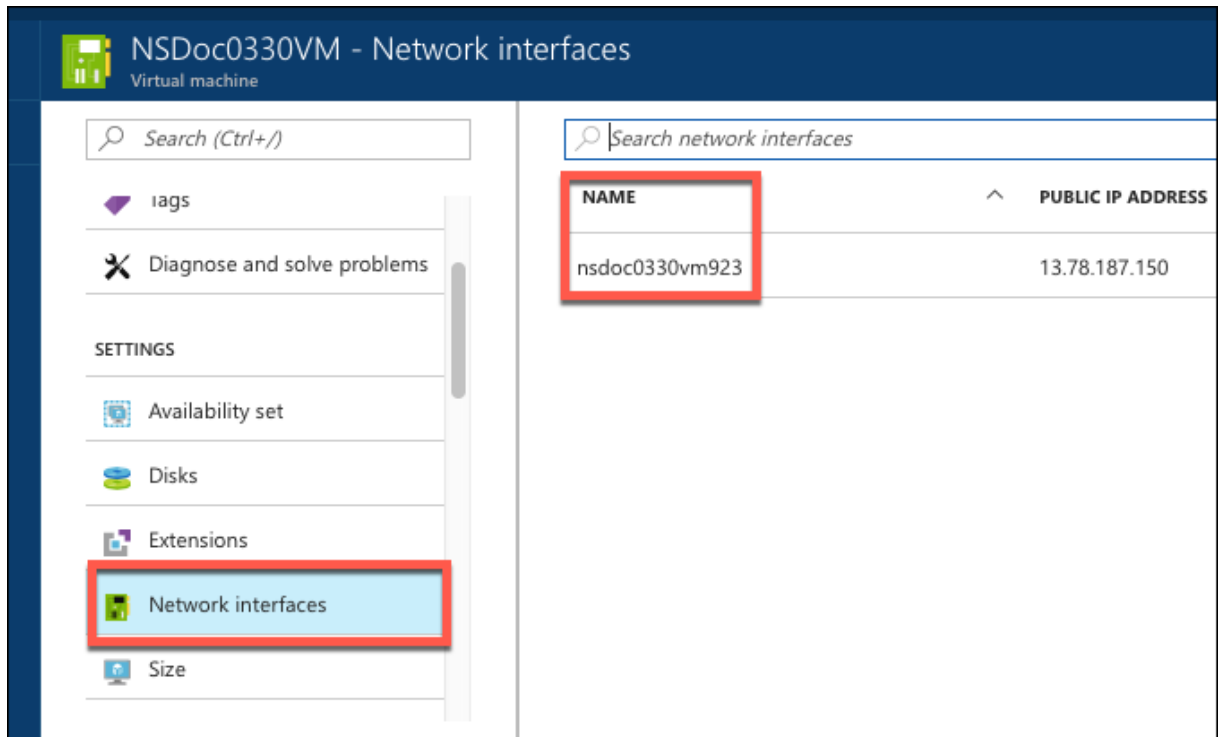 NSDoc0330VM - Network interfaces
Virtual machine
Search (Ctrl+/)
Tags
Diagnose and solve problems
SETTINGS
Availability set
Disks
Extensions
Network interfaces
Size
Search network interfaces
NAME
PUBLIC IP ADDRESS
nsdoc0330vm923
13.78.187.150